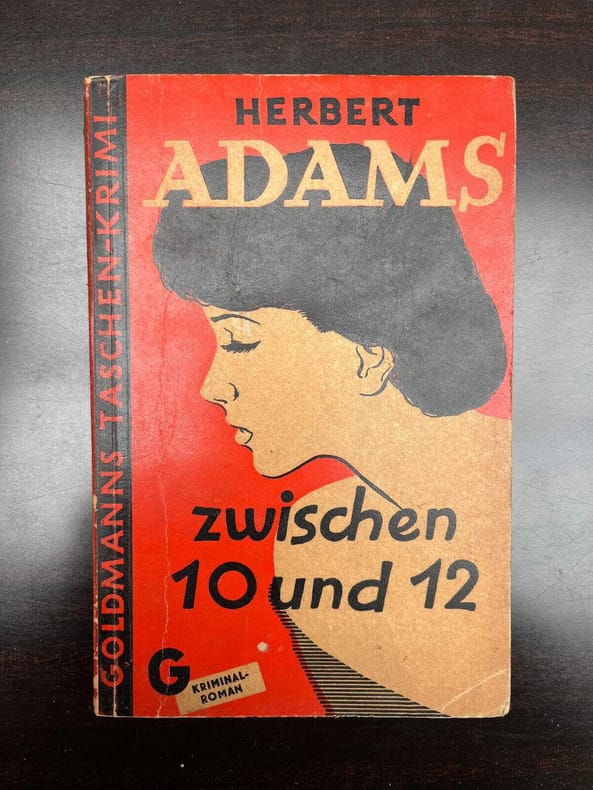 HERBERT
ADAMS
GOLDMANNS TASCHEN-KRIMI
zwischen
10 und 12
G
KRIMINAL-
ROMAN